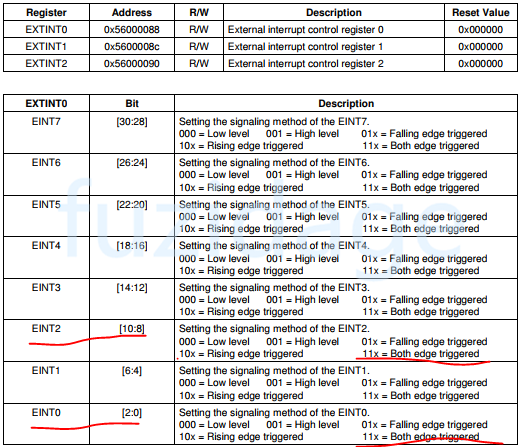 Register Address R/W Description Reset Value
EXTINT0 0x56000088 R/W External interrupt control register 0 0x000000
EXTINT1 0x5600008c R/W External interrupt control register 1 0x000000
EXTINT2 0x56000090 R/W External interrupt control register 2 0x000000
EXTINT0 Bit Description
EINT7 [30:28] Setting the signaling method of the EINT7.
000 = Low level 001 = High level 01x = Falling edge triggered
10x = Rising edge triggered 11x = Both edge triggered
EINT6 [26:24] Setting the signaling method of the EINT6.
000 = Low level 001 = High level 01x = Falling edge triggered
10x = Rising edge triggered 11x = Both edge triggered
EINT5 [22:20] Setting the signaling method of the EINT5.
000 = Low level 001 = High level 01x = Falling edge triggered
10x = Rising edge triggered 11x = Both edge triggered
EINT4 [18:16] Setting the signaling method of the EINT4.
000 = Low level 001 = High level 01x = Falling edge triggered
10x = Rising edge triggered 11x = Both edge triggered
EINT3 [14:12] Setting the signaling method of the EINT3.
000 = Low level 001 = High level 01x = Falling edge triggered
10x = Rising edge triggered 11x = Both edge triggered
EINT2 [10:8] Setting the signaling method of the EINT2.
000 = Low level 001 = High level 01x = Falling edge triggered
10x = Rising edge triggered 11x = Both edge triggered
EINT1 [6:4] Setting the signaling method of the EINT1.
000 = Low level 001 = High level 01x = Falling edge triggered
10x = Rising edge triggered 11x = Both edge triggered
EINT0 [2:0] Setting the signaling method of the EINT0.
000 = Low level 001 = High level 01x = Falling edge triggered
10x = Rising edge triggered 11x = Both edge triggered